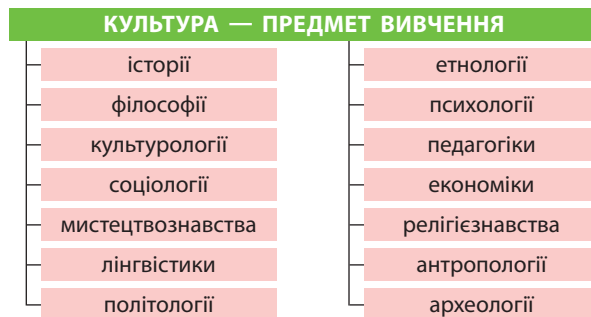 КУЛЬТУРА — ПРЕДМЕТ ВИВЧЕННЯ
історії
філософії
культурології
соціології
мистецтвознавства
лінгвістики
політології
етнології
психології
педагогіки
економіки
релігієзнавства
антропології
археології